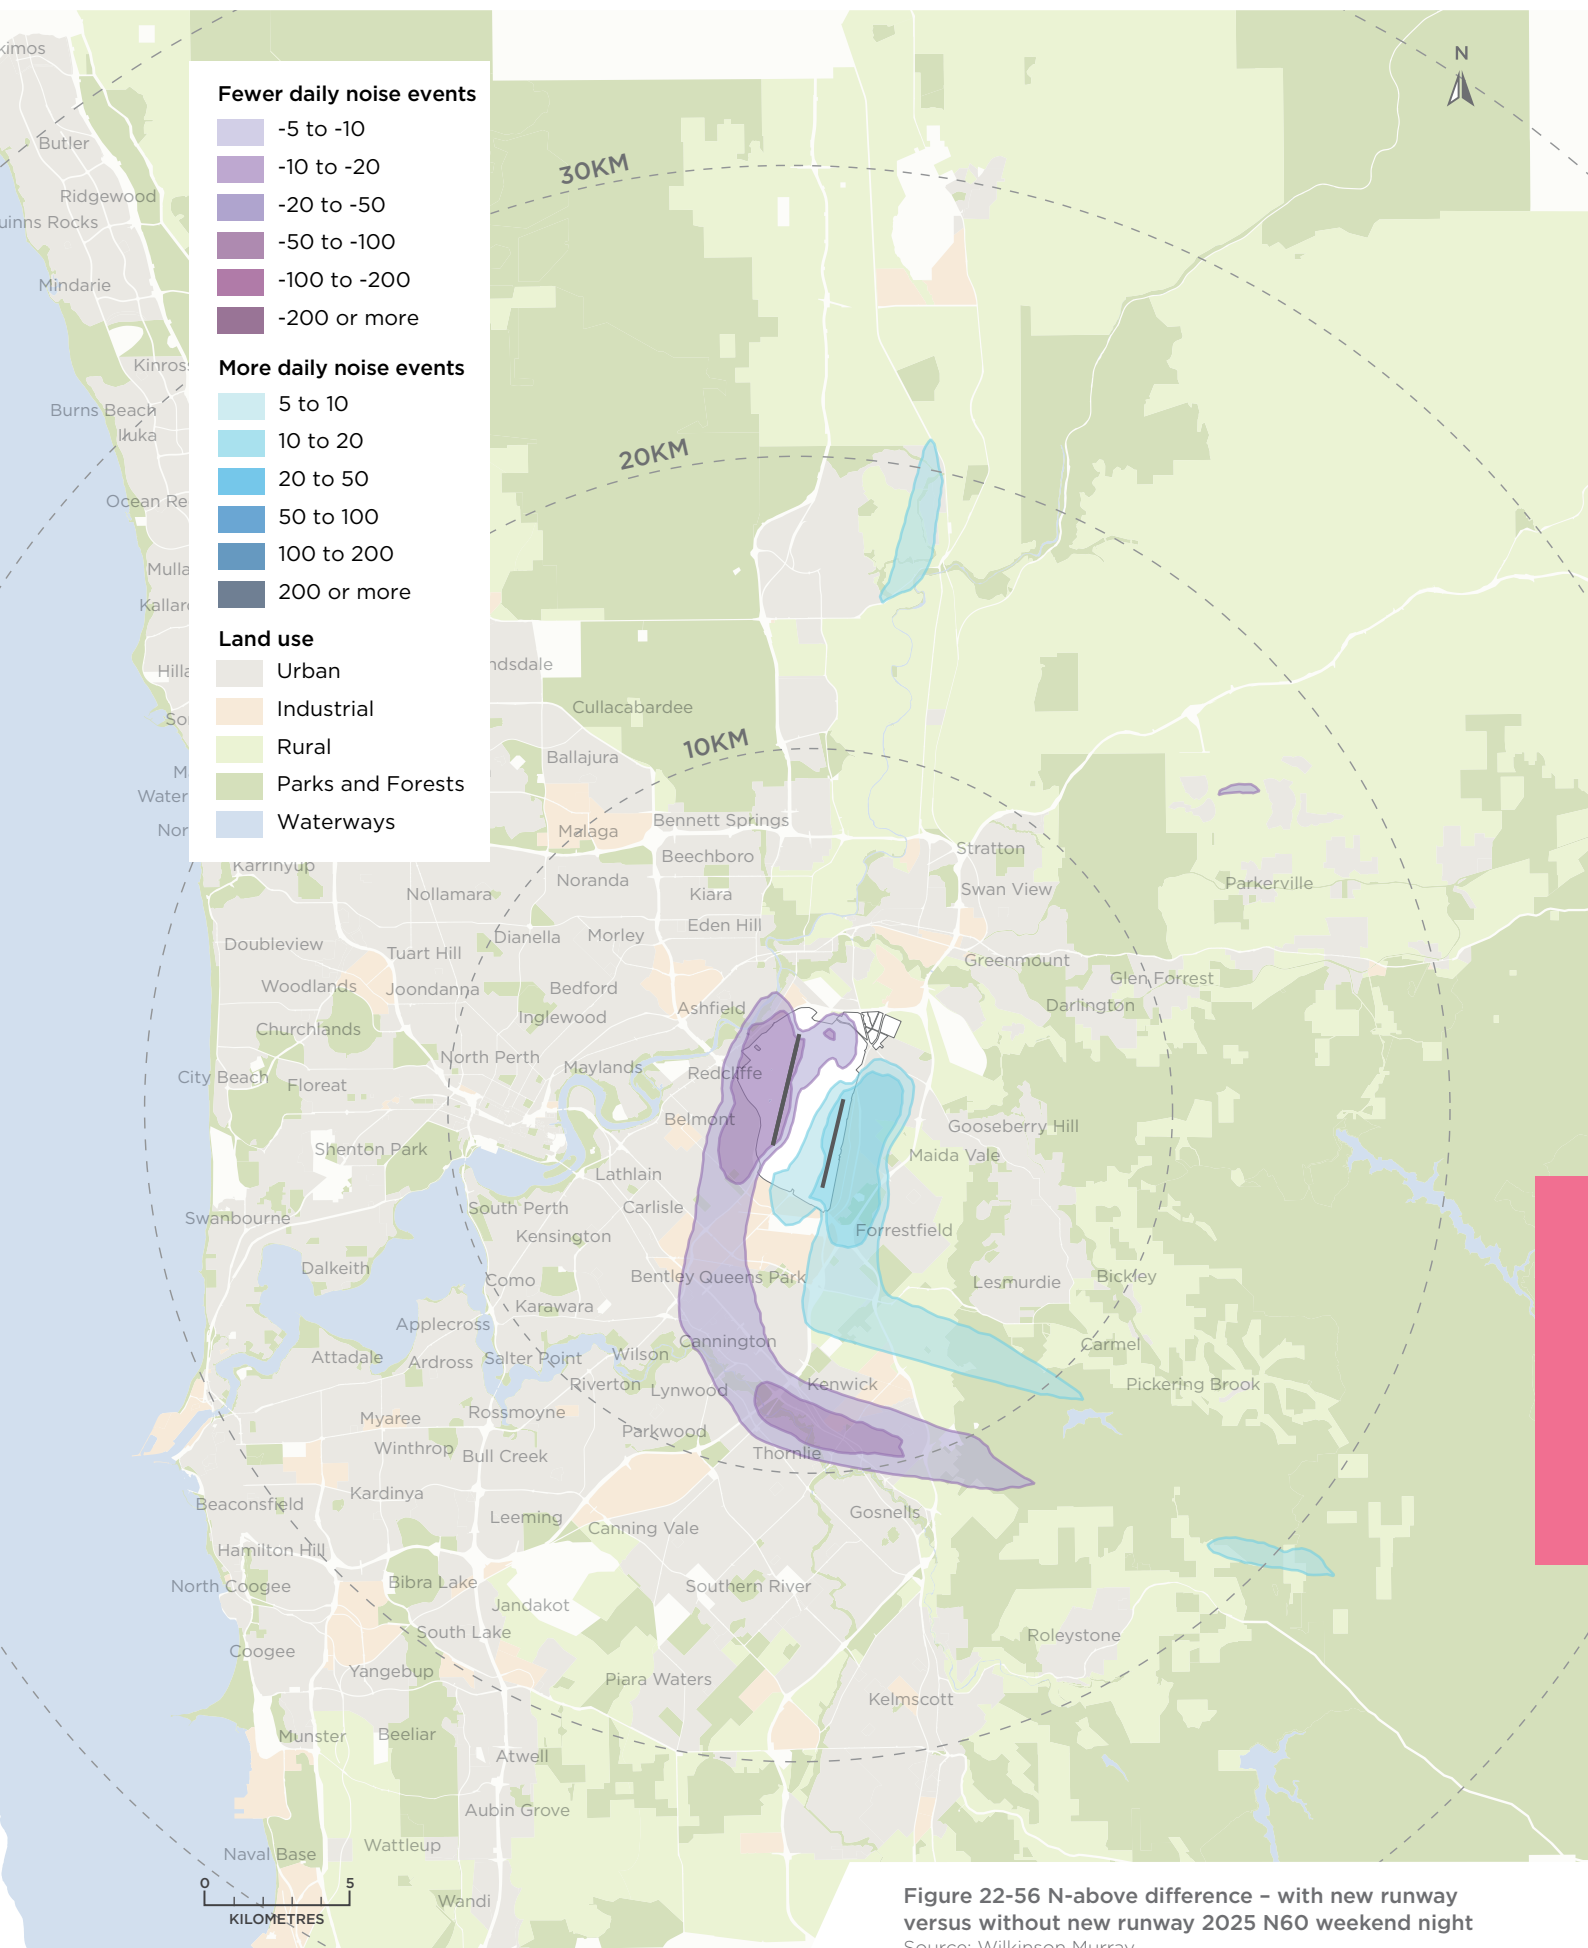 Fewer daily noise events
-5 to -10
-10 to -20
-20 to -50
-50 to -100
-100 to -200
-200 or more
More daily noise events
5 to 10
10 to 20
20 to 50
50 to 100
100 to 200
200 or more
Land use
Urban
Industrial
Rural
Parks and Forests
Waterways
N
30KM
20KM
10KM
Butler
Ridgewood
Mindarie
Burns Beach
Iluka
Cullacabardee
Ballajura
Malaga
Bennett Springs
Beechboro
Stratton
Karrinyup
Nollamara
Noranda
Kiara
Swan View
Parkerville
Eden Hill
Doubleview
Tuart Hill
Dianella
Morley
Greenmount
Glen Forrest
Woodlands
Joondanna
Bedford
Ashfield
Darlington
Churchlands
Inglewood
North Perth
Maylands
Redcliffe
City Beach
Floreat
Belmont
Gooseberry Hill
Shenton Park
Maida Vale
Lathlain
South Perth
Carlisle
Swanbourne
Kensington
Forrestfield
Dalkeith
Como
Bentley
Queens Park
Lesmurdie
Bickley
Karawara
Applecross
Cannington
Carmel
Attadale
Ardross
Salter Point
Wilson
Riverton
Lynwood
Kenwick
Pickering Brook
Myaree
Rossmoyne
Parkwood
Winthrop
Bull Creek
Thornlie
Kardinya
Beaconsfield
Leeming
Canning Vale
Gosnells
Hamilton Hill
North Coogee
Bibra Lake
Southern River
Jandakot
South Lake
Roleystone
Coogee
Yangebup
Piara Waters
Kelmscott
Munster
Beeliar
Atwell
Aubin Grove
Wattleup
Naval Base
Wandi
0 5
KILOMETRES
Figure 22-56 N-above difference – with new runway
versus without new runway 2025 N60 weekend night
Source: Wilkinson Murray